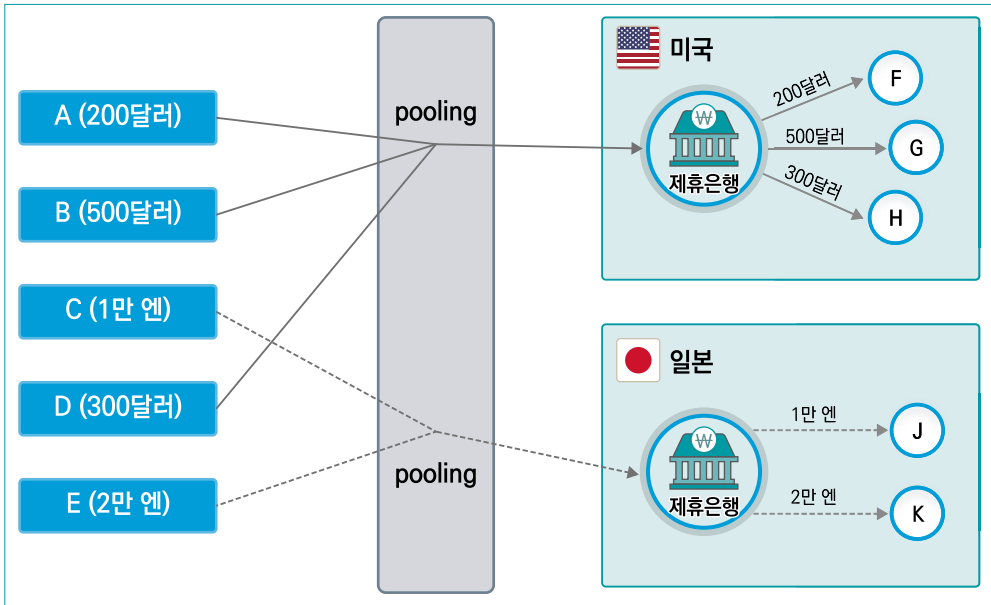 A (200달러)
B (500달러)
C (1만 엔)
D (300달러)
E (2만 엔)
pooling
pooling
미국
₩
제휴은행
200달러
500달러
300달러
F
G
H
일본
₩
제휴은행
1만 엔
2만 엔
J
K